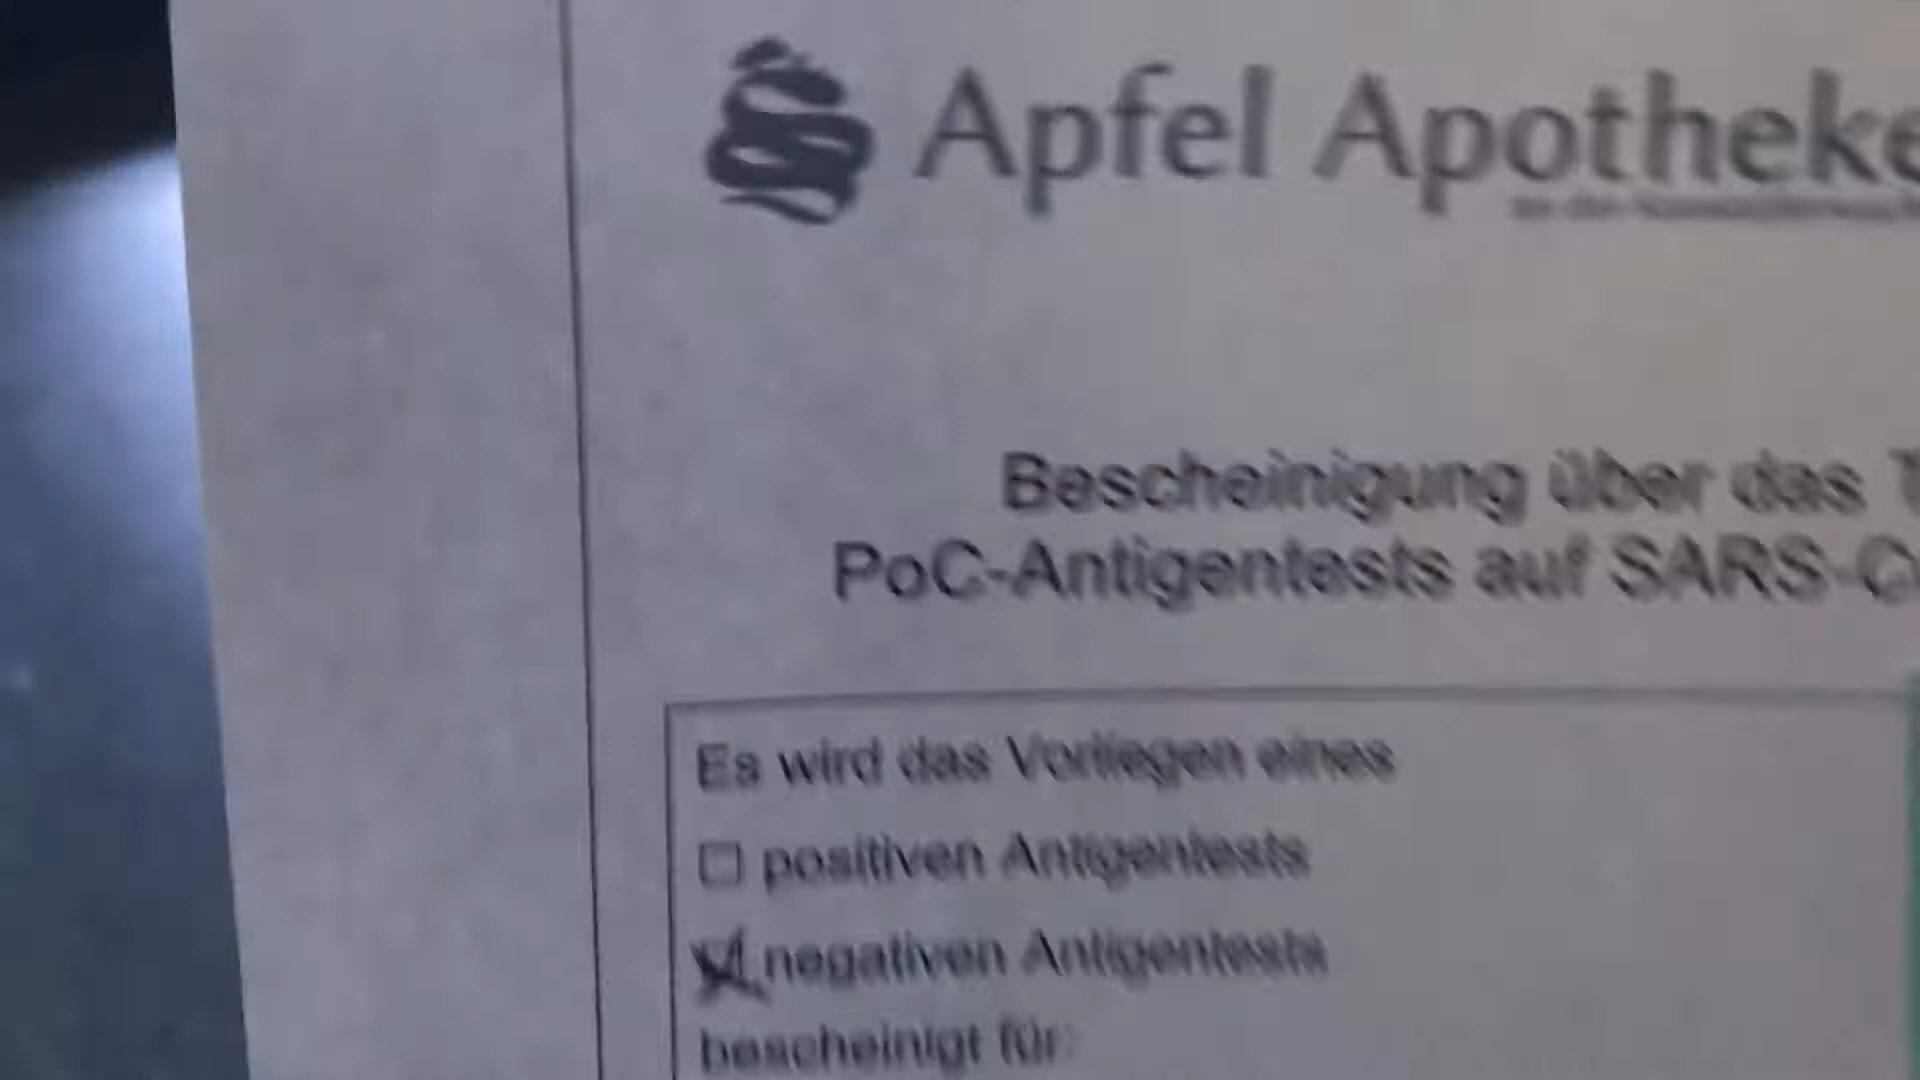 Apfel Apotheke
Bescheinigung über das
PoC-Antigentests auf SARS-C
Es wird das Vorliegen eines
☐ positiven Antigentests
☒ negativen Antigentests
bescheinigt für: